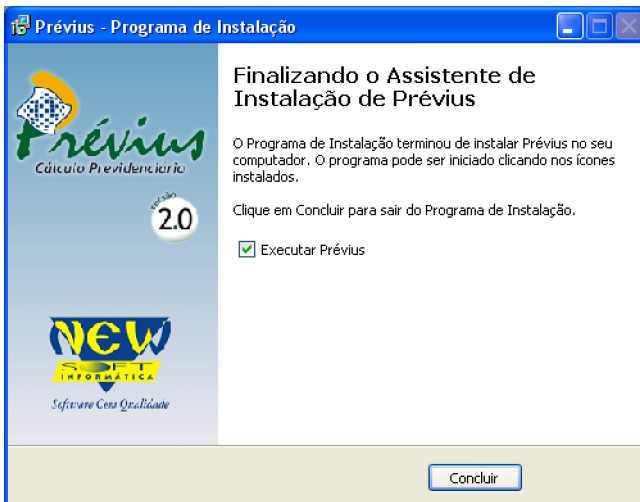 Prévius - Programa de Instalação
Prévius
Cálculo Previdenciário
versão
2.0
NEW
SOFT
INFORMÁTICA
Software Com Qualidade
Finalizando o Assistente de
Instalação de Prévius
O Programa de Instalação terminou de instalar Prévius no seu
computador. O programa pode ser iniciado clicando nos ícones
instalados.
Clique em Concluir para sair do Programa de Instalação.
Executar Prévius
Concluir